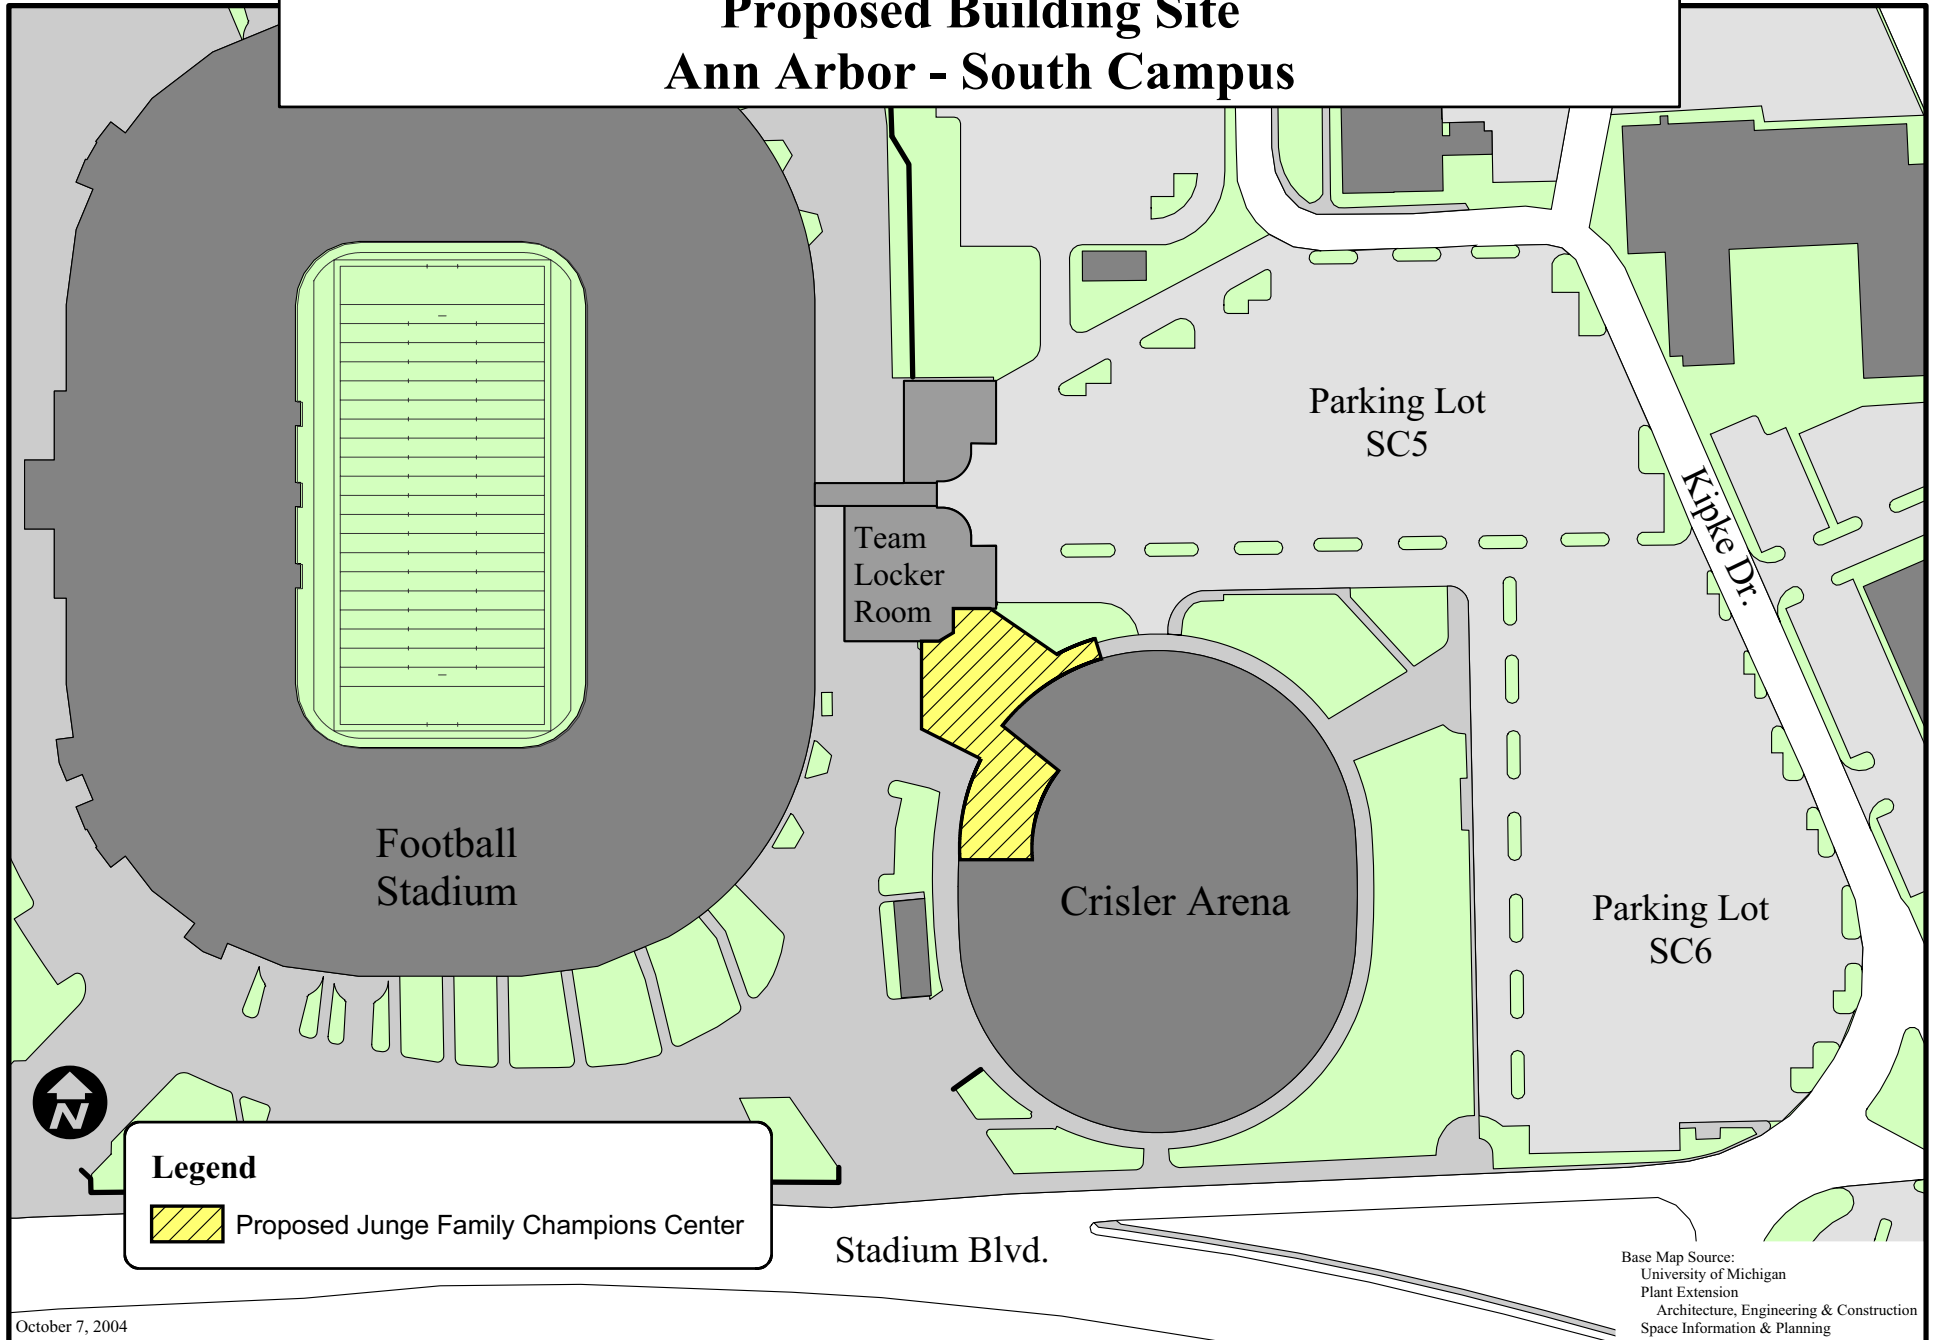 Proposed Building Site
Ann Arbor - South Campus
Parking Lot
SC5
Kipke Dr.
Team
Locker
Room
Football
Stadium
Crisler Arena
Parking Lot
SC6
N
Legend
Proposed Junge Family Champions Center
Stadium Blvd.
Base Map Source:
University of Michigan
Plant Extension
Architecture, Engineering & Construction
Space Information & Planning
October 7, 2004